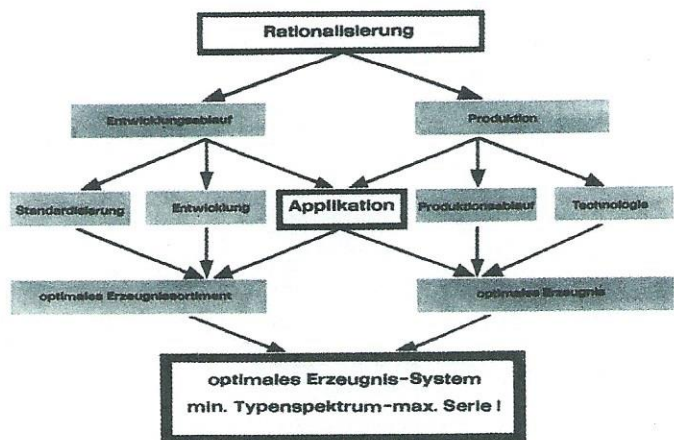 Rationalisierung
Entwicklungsablauf
Produktion
Standardisierung
Entwicklung
Applikation
Produktionsablauf
Technologie
optimales Erzeugnissortiment
optimales Erzeugnis
optimales Erzeugnis-System
min. Typenspektrum-max. Serie!